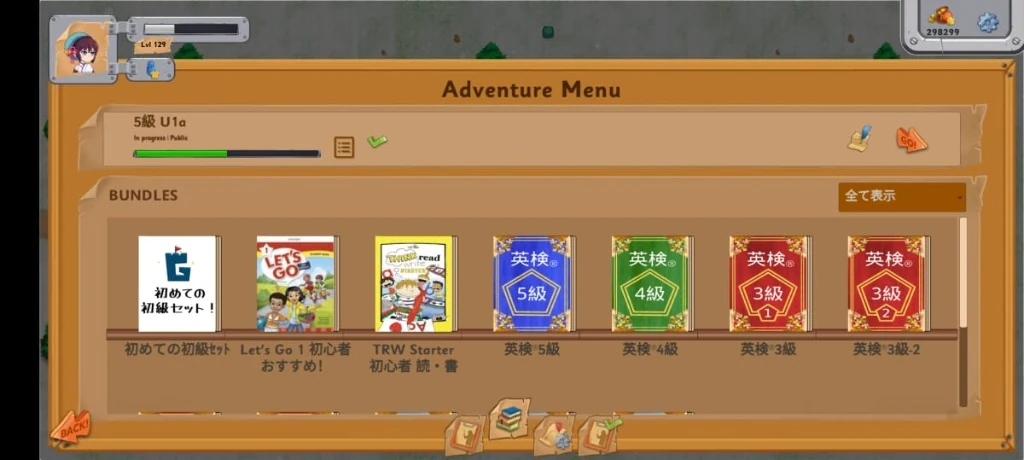 Lvl 129
298299
Adventure Menu
5級 U1a
In progress | Public
GO!
BUNDLES
全て表示
初めての
初級セット!
1
LET'S
GO
THINK read
write
STARTER
英検®
5級
英検®
4級
英検®
3級
1
英検®
3級
2
初めての初級ｾｯﾄ
Let's Go 1 初心者
おすすめ!
TRW Starter
初心者 読・書
英検®5級
英検®4級
英検®3級
英検®3級-2
BACK!